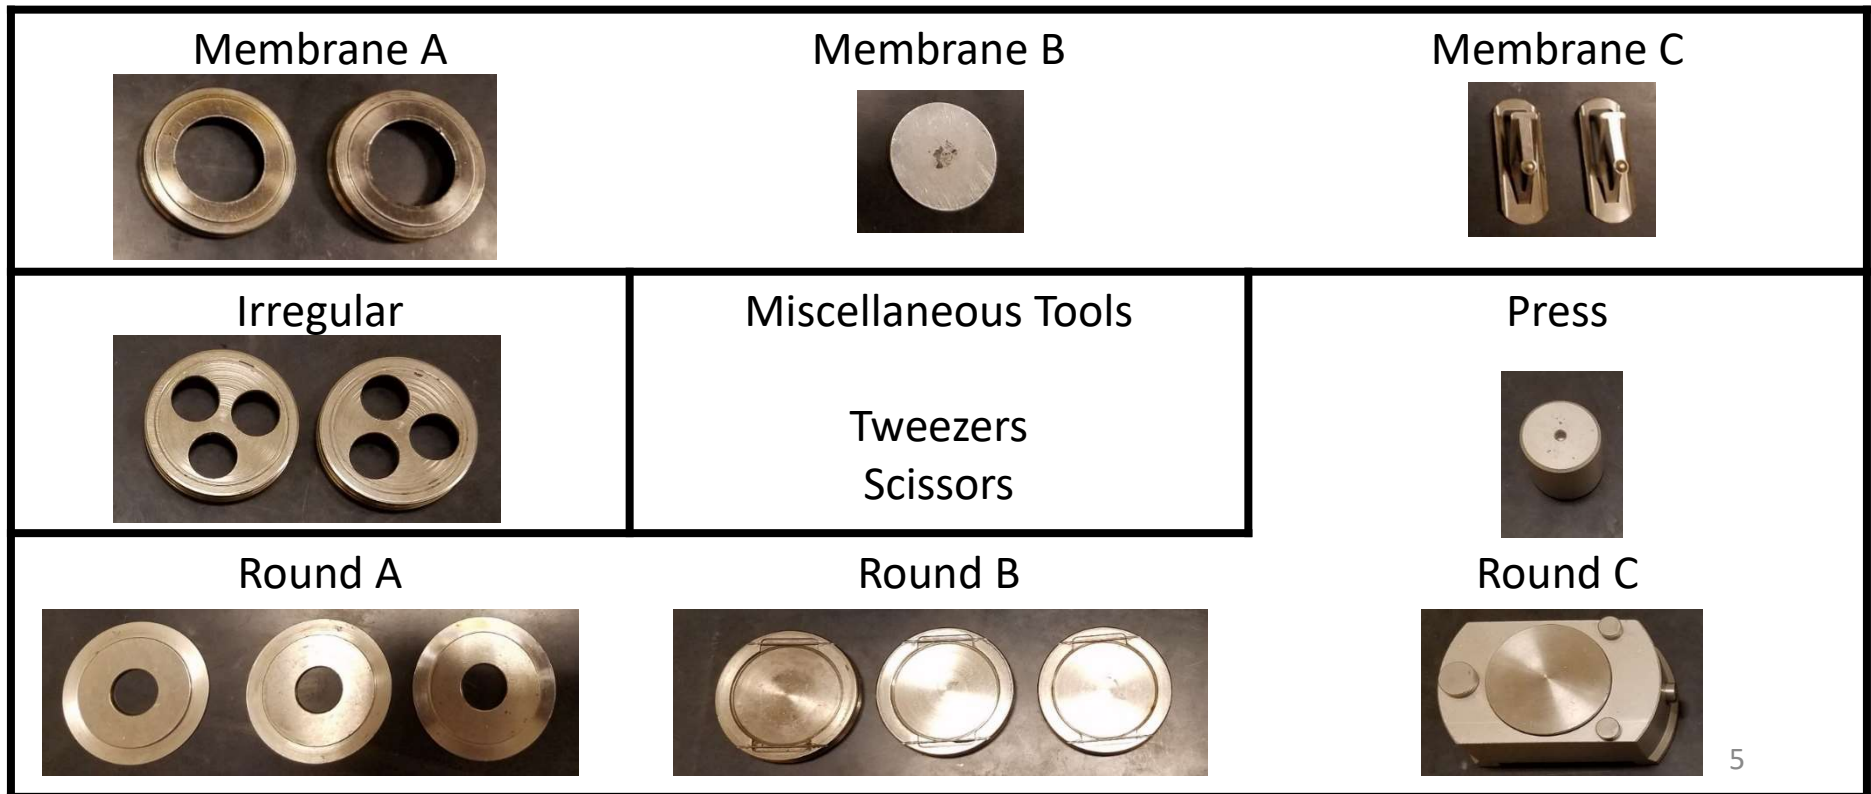 Membrane A
Membrane B
Membrane C
Irregular
Miscellaneous Tools
Tweezers
Scissors
Press
Round A
Round B
Round C
5